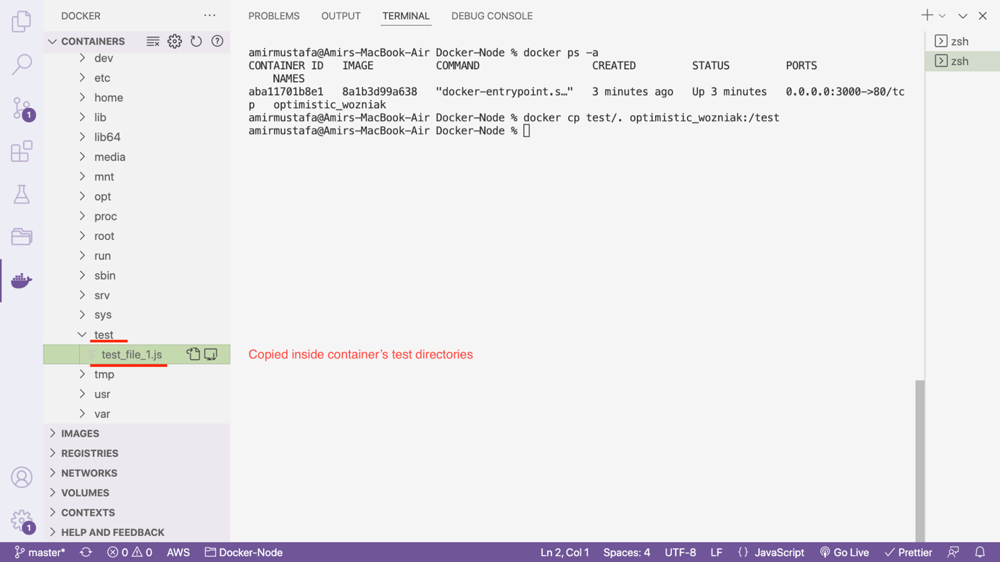 DOCKER
CONTAINERS
dev
etc
home
lib
lib64
media
mnt
opt
proc
root
run
sbin
srv
sys
test
test_file_1.js
tmp
usr
var
IMAGES
REGISTRIES
NETWORKS
VOLUMES
CONTEXTS
HELP AND FEEDBACK
1
1
PROBLEMS OUTPUT TERMINAL DEBUG CONSOLE
amirmustafa@Amirs-MacBook-Air Docker-Node % docker ps -a
CONTAINER ID IMAGE COMMAND CREATED STATUS PORTS
NAMES
aba11701b8e1 8a1b3d99a638 "docker-entrypoint.s…" 3 minutes ago Up 3 minutes 0.0.0.0:3000->80/tc
p optimistic_wozniak
amirmustafa@Amirs-MacBook-Air Docker-Node % docker cp test/. optimistic_wozniak:/test
amirmustafa@Amirs-MacBook-Air Docker-Node %
Copied inside container's test directories
zsh
zsh
master* 0 0 AWS Docker-Node Ln 2, Col 1 Spaces: 4 UTF-8 LF {} JavaScript Go Live Prettier